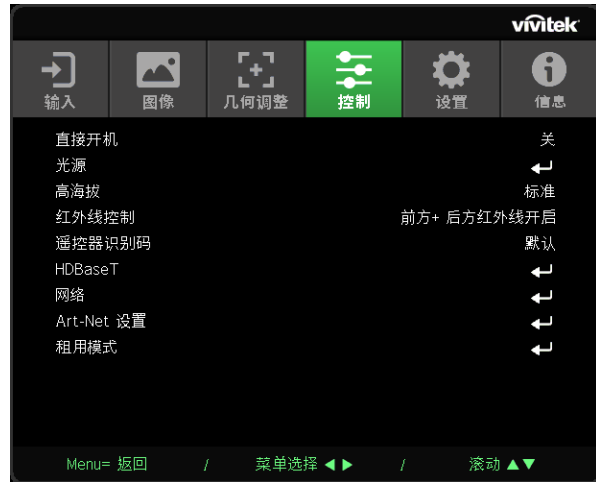 vivitek
输入 图像 几何调整 控制 设置 信息
直接开机 关
光源
高海拔 标准
红外线控制 前方+ 后方红外线开启
遥控器识别码 默认
HDBaseT
网络
Art-Net 设置
租用模式
Menu= 返回 / 菜单选择 ◀ ▶ / 滚动 ▲▼